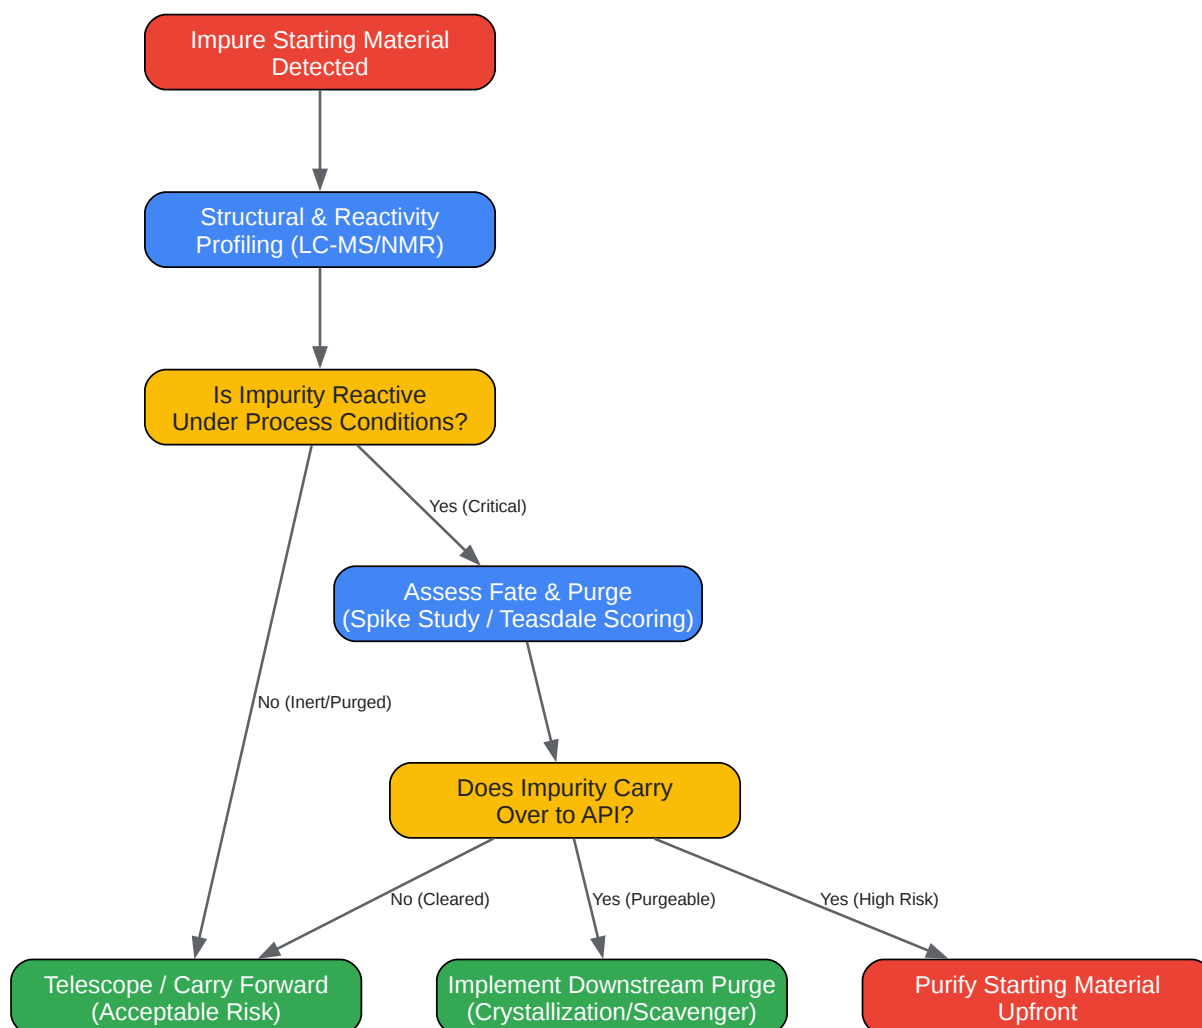 Impure Starting Material
Detected
Structural & Reactivity
Profiling (LC-MS/NMR)
Is Impurity Reactive
Under Process Conditions?
Yes (Critical)
Assess Fate & Purge
(Spike Study / Teasdale Scoring)
No (Inert/Purged)
Does Impurity Carry
Over to API?
No (Cleared)
Yes (Purgeable)
Yes (High Risk)
Telescope / Carry Forward
(Acceptable Risk)
Implement Downstream Purge
(Crystallization/Scavenger)
Purify Starting Material
Upfront